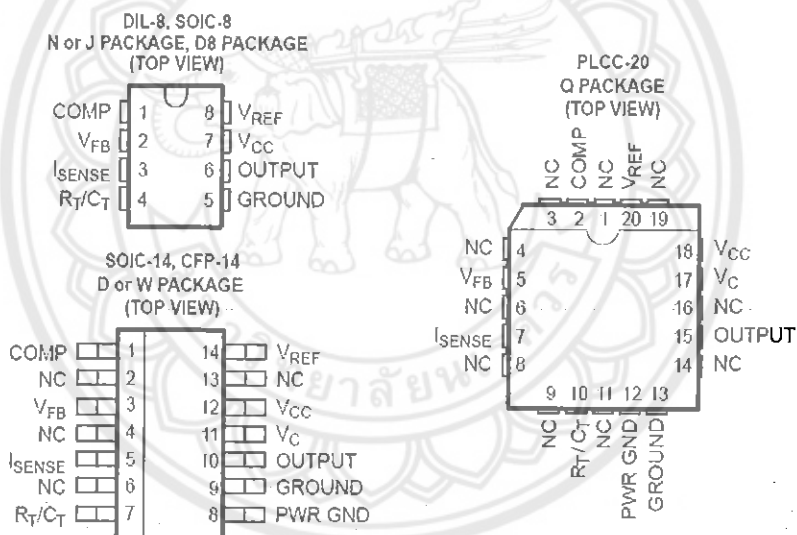 DIL-8, SOIC-8
N or J PACKAGE, D8 PACKAGE
(TOP VIEW)
COMP 1 8 VREF
VFB 2 7 VCC
ISENSE 3 6 OUTPUT
RT/CT 4 5 GROUND
SOIC-14, CFP-14
D or W PACKAGE
(TOP VIEW)
COMP 1 14 VREF
NC 2 13 NC
VFB 3 12 VCC
NC 4 11 VC
ISENSE 5 10 OUTPUT
NC 6 9 GROUND
RT/CT 7 8 PWR GND
PLCC-20
Q PACKAGE
(TOP VIEW)
NC COMP NC VREF NC
3 2 1 20 19
NC 4 18 VCC
VFB 5 17 VC
NC 6 16 NC
ISENSE 7 15 OUTPUT
NC 8 14 NC
9 10 11 12 13
NC RT/CT NC PWR GND GROUND